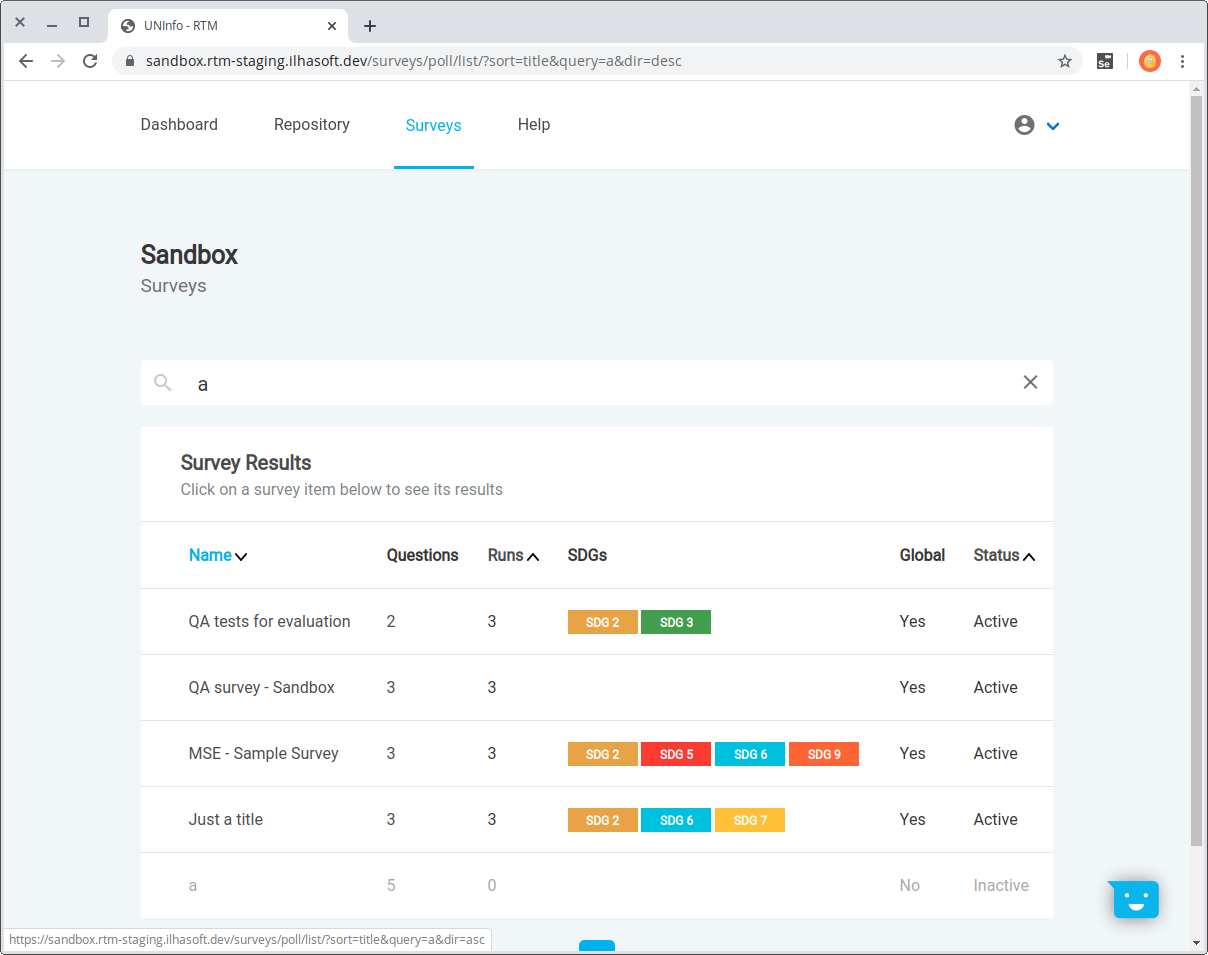 UNInfo - RTM
sandbox.rtm-staging.ilhasoft.dev/surveys/poll/list/?sort=title&query=a&dir=desc
Se
Dashboard Repository Surveys Help
Sandbox
Surveys
a
Survey Results
Click on a survey item below to see its results
Name Questions Runs SDGs Global Status
QA tests for evaluation 2 3 SDG 2 SDG 3 Yes Active
QA survey - Sandbox 3 3 Yes Active
MSE - Sample Survey 3 3 SDG 2 SDG 5 SDG 6 SDG 9 Yes Active
Just a title 3 3 SDG 2 SDG 6 SDG 7 Yes Active
a 5 0 No Inactive
https://sandbox.rtm-staging.ilhasoft.dev/surveys/poll/list/?sort=title&query=a&dir=asc